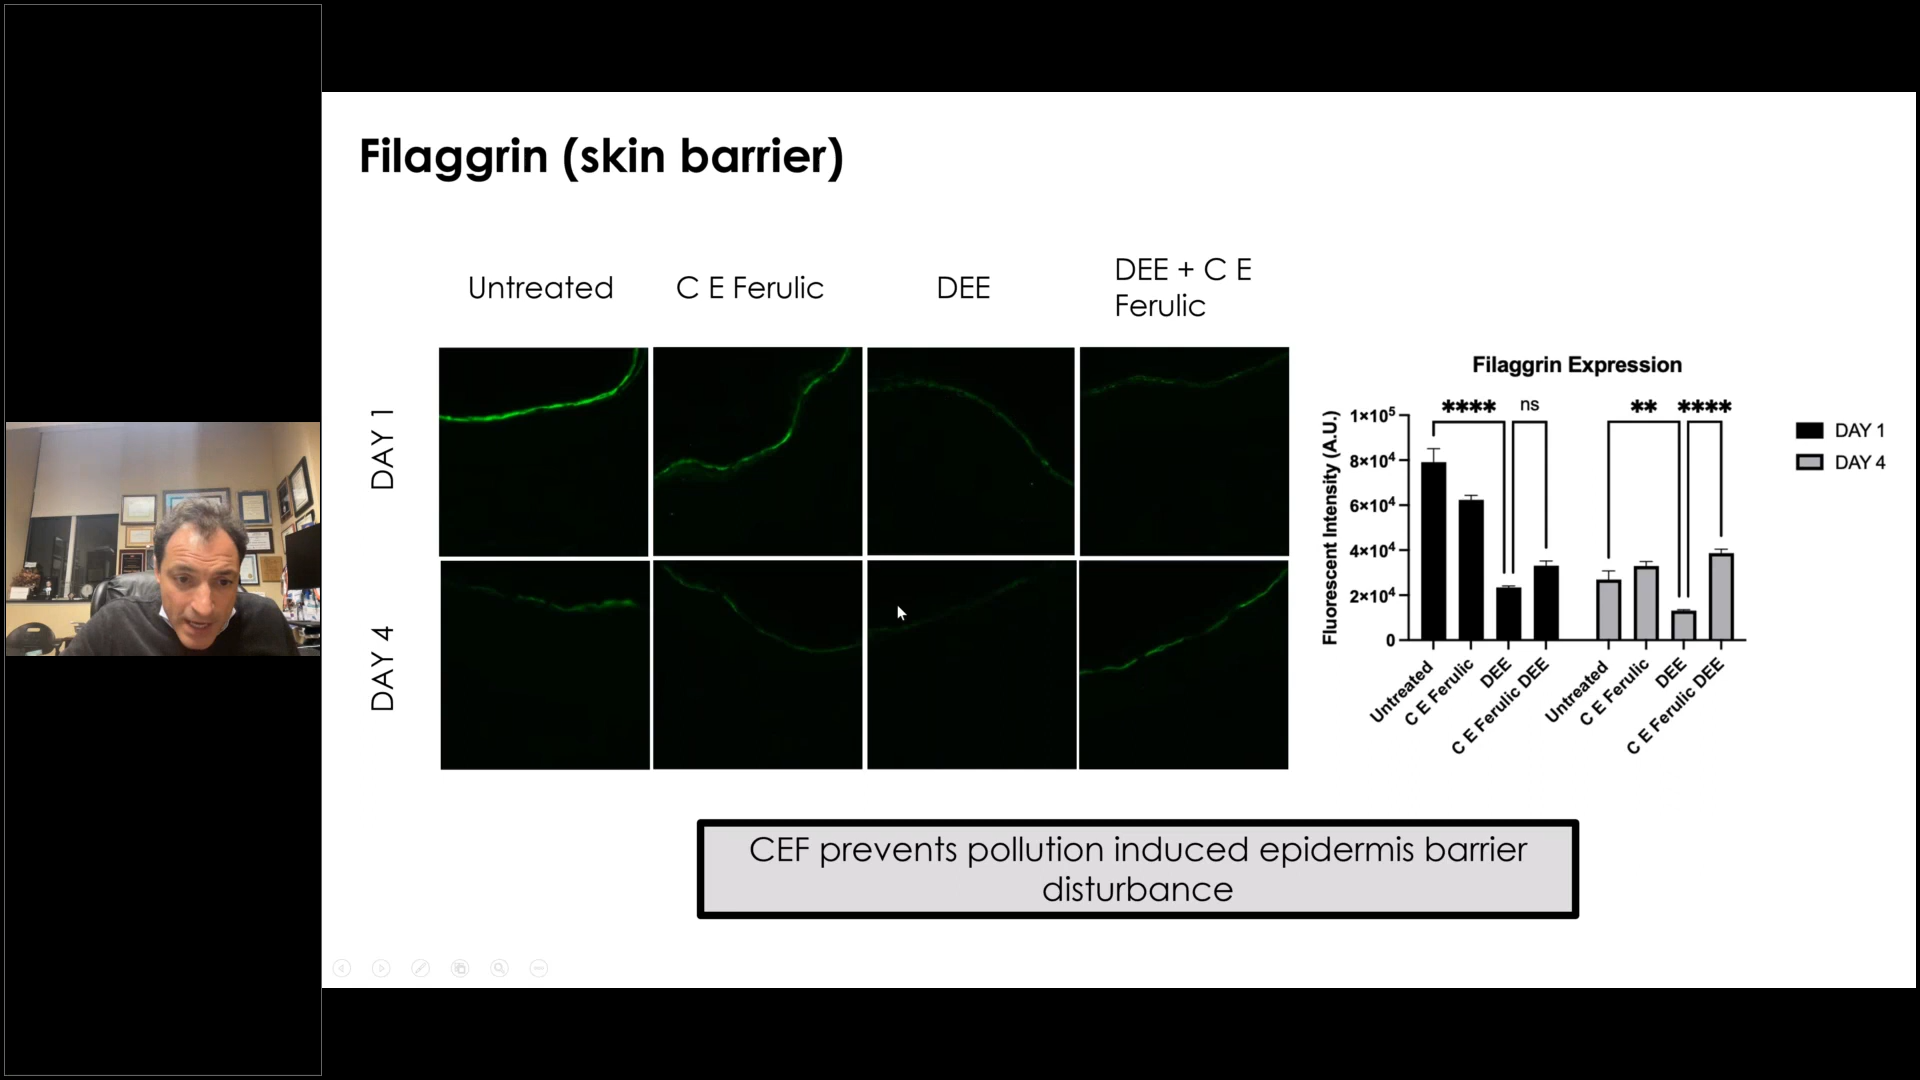 Filaggrin (skin barrier)
Untreated
C E Ferulic
DEE
DEE + C E
Ferulic
DAY 1
DAY 4
Filaggrin Expression
Fluorescent Intensity (A.U.)
1×10⁵
8×10⁴
6×10⁴
4×10⁴
2×10⁴
0
****
ns
**
****
DAY 1
DAY 4
Untreated
C E Ferulic
DEE
C E Ferulic DEE
Untreated
C E Ferulic
DEE
C E Ferulic DEE
CEF prevents pollution induced epidermis barrier
disturbance